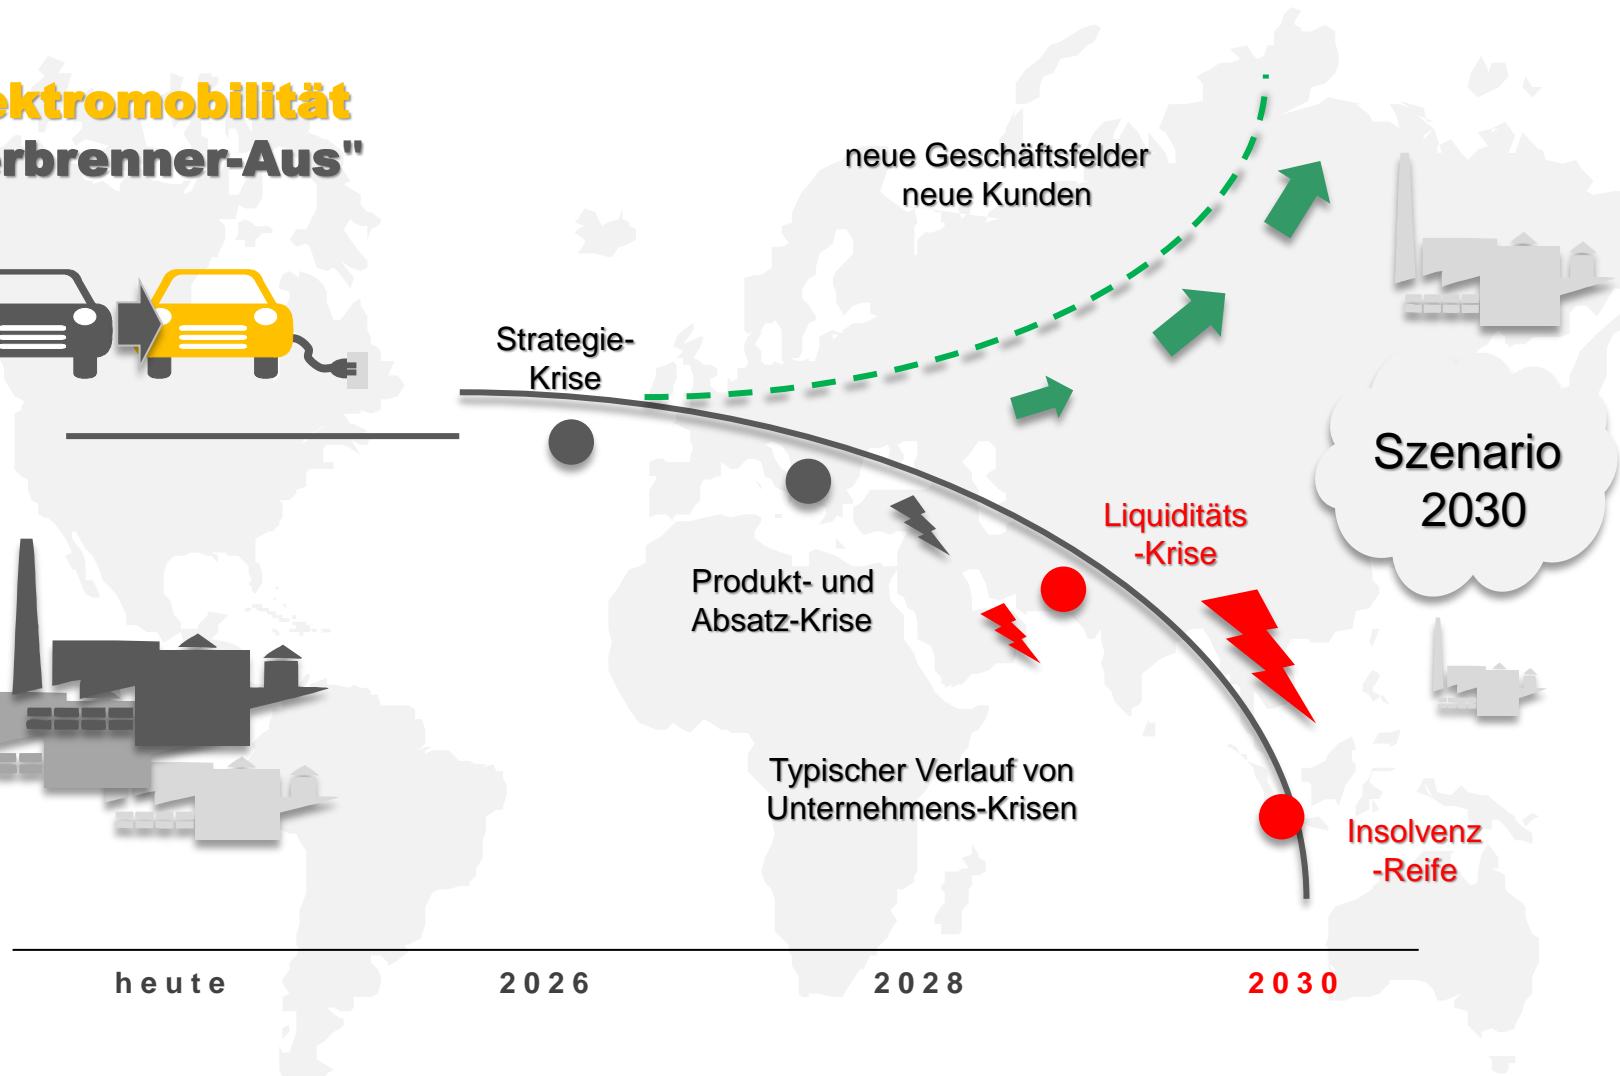 ektromobilität
erbrenner-Aus"
neue Geschäftsfelder
neue Kunden
Strategie-
Krise
Szenario
2030
Liquiditäts
-Krise
Produkt- und
Absatz-Krise
Typischer Verlauf von
Unternehmens-Krisen
Insolvenz
-Reife
heute 2026 2028 2030